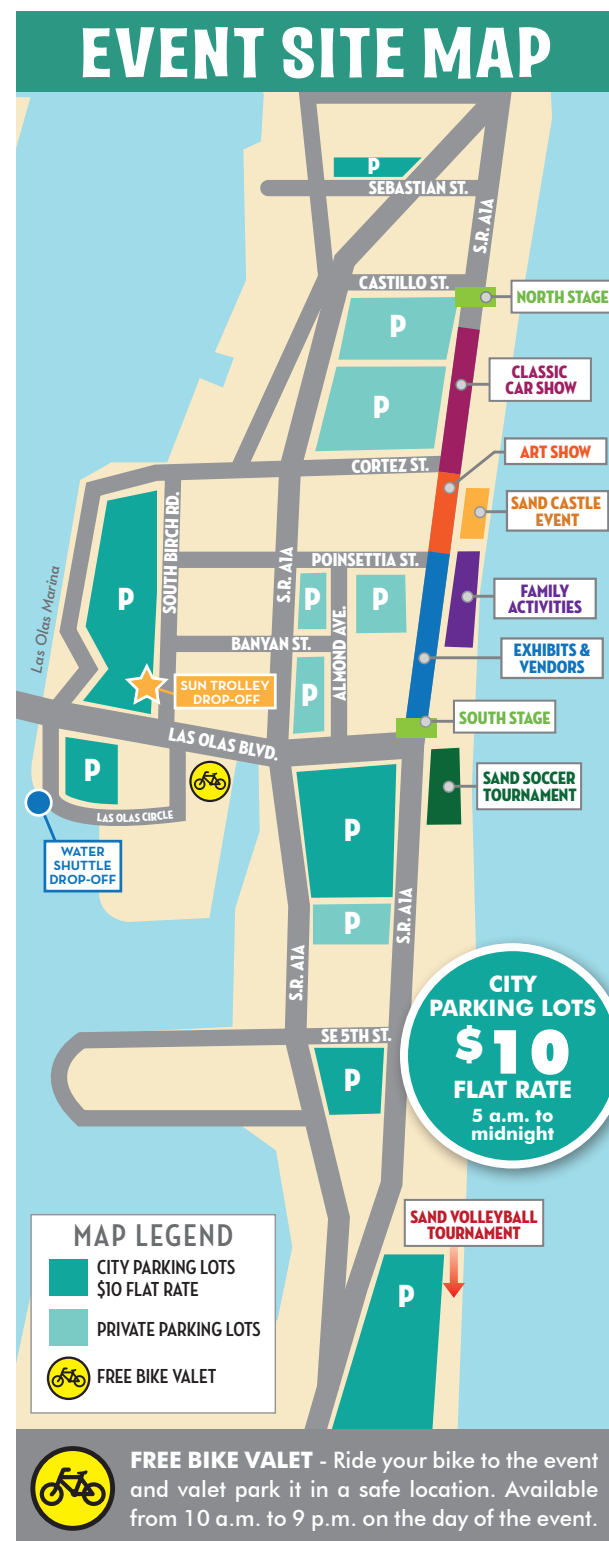 EVENT SITE MAP
P
SEBASTIAN ST.
S.R. A1A
CASTILLO ST.
NORTH STAGE
P
CLASSIC
CAR SHOW
P
ART SHOW
CORTEZ ST.
SAND CASTLE
EVENT
SOUTH BIRCH RD.
S.R. A1A
POINSETTIA ST.
Las Olas Marina
P
P
P
FAMILY
ACTIVITIES
ALMOND AVE.
BANYAN ST.
EXHIBITS &
VENDORS
SUN TROLLEY
DROP-OFF
P
SOUTH STAGE
LAS OLAS BLVD.
P
SAND SOCCER
TOURNAMENT
LAS OLAS CIRCLE
P
WATER
SHUTTLE
DROP-OFF
P
S.R. A1A
S.R. A1A
CITY
PARKING LOTS
$10
FLAT RATE
5 a.m. to
midnight
SE 5TH ST.
P
SAND VOLLEYBALL
TOURNAMENT
P
MAP LEGEND
CITY PARKING LOTS
$10 FLAT RATE
PRIVATE PARKING LOTS
FREE BIKE VALET
FREE BIKE VALET - Ride your bike to the event
and valet park it in a safe location. Available
from 10 a.m. to 9 p.m. on the day of the event.